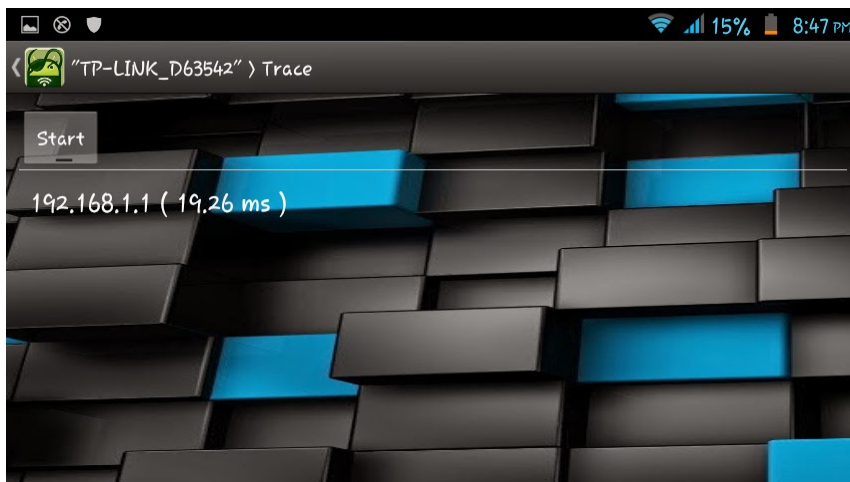 15% 8:47 PM
"TP-LINK_D63542" > Trace
Start
192.168.1.1 ( 19.26 ms )